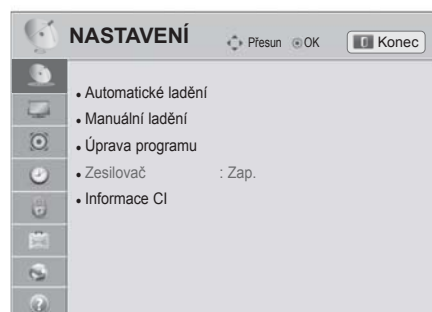 NASTAVENÍ Přesun OK Konec
• Automatické ladění
• Manuální ladění
• Úprava programu
• Zesilovač : Zap.
• Informace CI